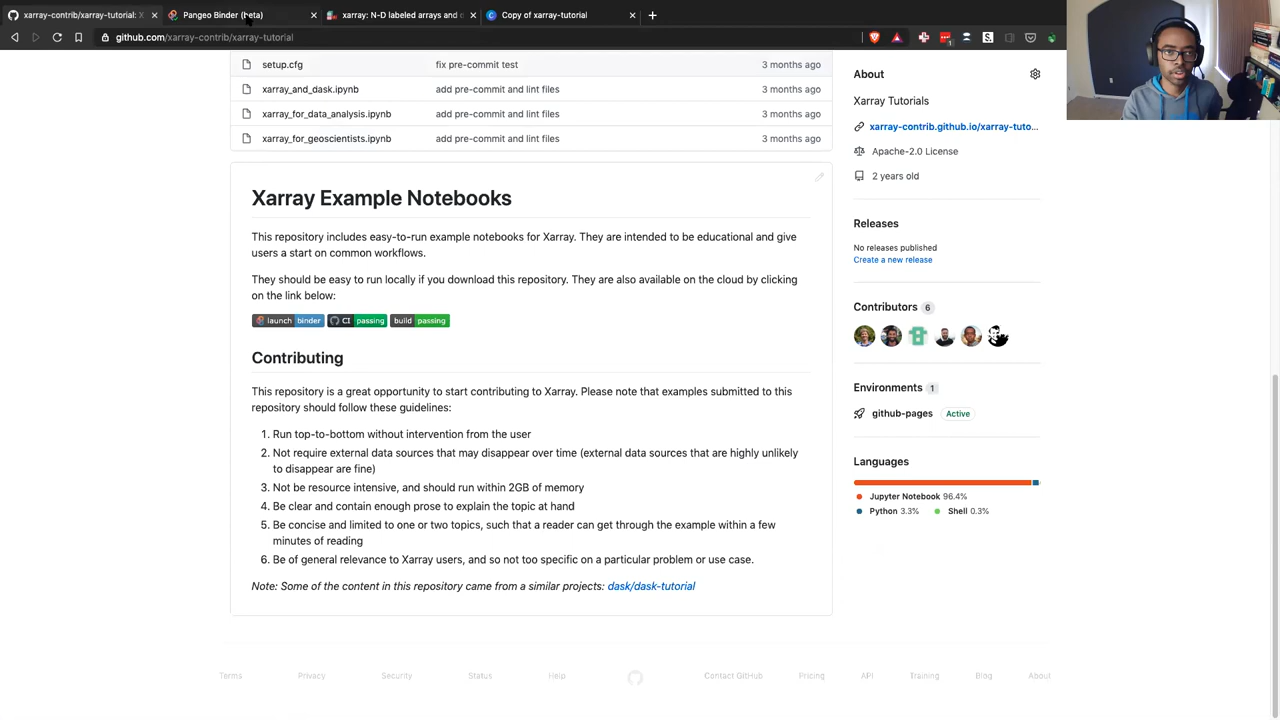 xarray-contrib/xarray-tutorial: X
Pangeo Binder (beta)
xarray: N-D labeled arrays and
Copy of xarray-tutorial
github.com/xarray-contrib/xarray-tutorial
setup.cfg fix pre-commit test 3 months ago
xarray_and_dask.ipynb add pre-commit and lint files 3 months ago
xarray_for_data_analysis.ipynb add pre-commit and lint files 3 months ago
xarray_for_geoscientists.ipynb add pre-commit and lint files 3 months ago
Xarray Example Notebooks
This repository includes easy-to-run example notebooks for Xarray. They are intended to be educational and give
users a start on common workflows.
They should be easy to run locally if you download this repository. They are also available on the cloud by clicking
on the link below:
launch binder CI passing build passing
Contributing
This repository is a great opportunity to start contributing to Xarray. Please note that examples submitted to this
repository should follow these guidelines:
1. Run top-to-bottom without intervention from the user
2. Not require external data sources that may disappear over time (external data sources that are highly unlikely
to disappear are fine)
3. Not be resource intensive, and should run within 2GB of memory
4. Be clear and contain enough prose to explain the topic at hand
5. Be concise and limited to one or two topics, such that a reader can get through the example within a few
minutes of reading
6. Be of general relevance to Xarray users, and so not too specific on a particular problem or use case.
Note: Some of the content in this repository came from a similar projects: dask/dask-tutorial
About
Xarray Tutorials
xarray-contrib.github.io/xarray-tuto...
Apache-2.0 License
2 years old
Releases
No releases published
Create a new release
Contributors 6
Environments 1
github-pages Active
Languages
Jupyter Notebook 96.4%
Python 3.3% Shell 0.3%
Terms Privacy Security Status Help Contact GitHub Pricing API Training Blog About